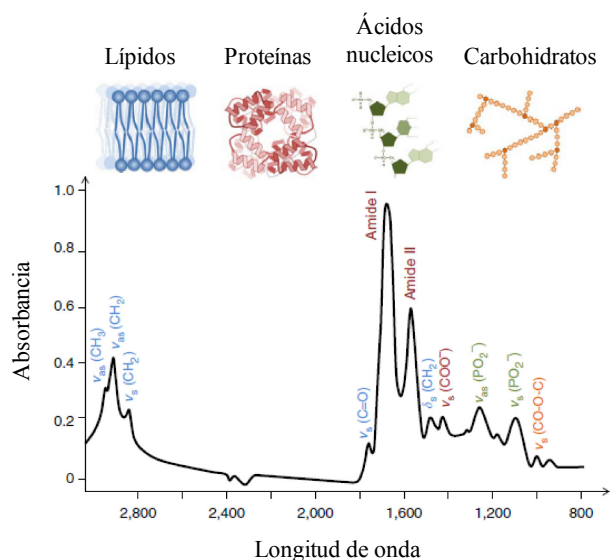 Lípidos
Proteínas
Ácidos
nucleicos
Carbohidratos
Absorbancia
1.0
0.8
0.6
0.4
0.2
0
νas (CH3)
νas (CH2)
νs (CH2)
νs (C=O)
Amide I
Amide II
δs (CH2)
νs (COO⁻)
νas (PO2⁻)
νs (PO2⁻)
νs (CO-O-C)
2,800
2,400
2,000
1,600
1,200
800
Longitud de onda